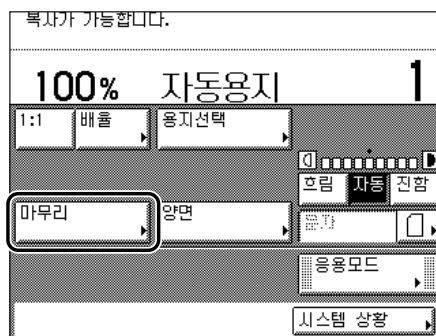 복사가 가능합니다.
100% 자동용지 1
1:1 배율 용지선택
흐림 자동 진함
마무리 양면 문자
응용모드
시스템 상황